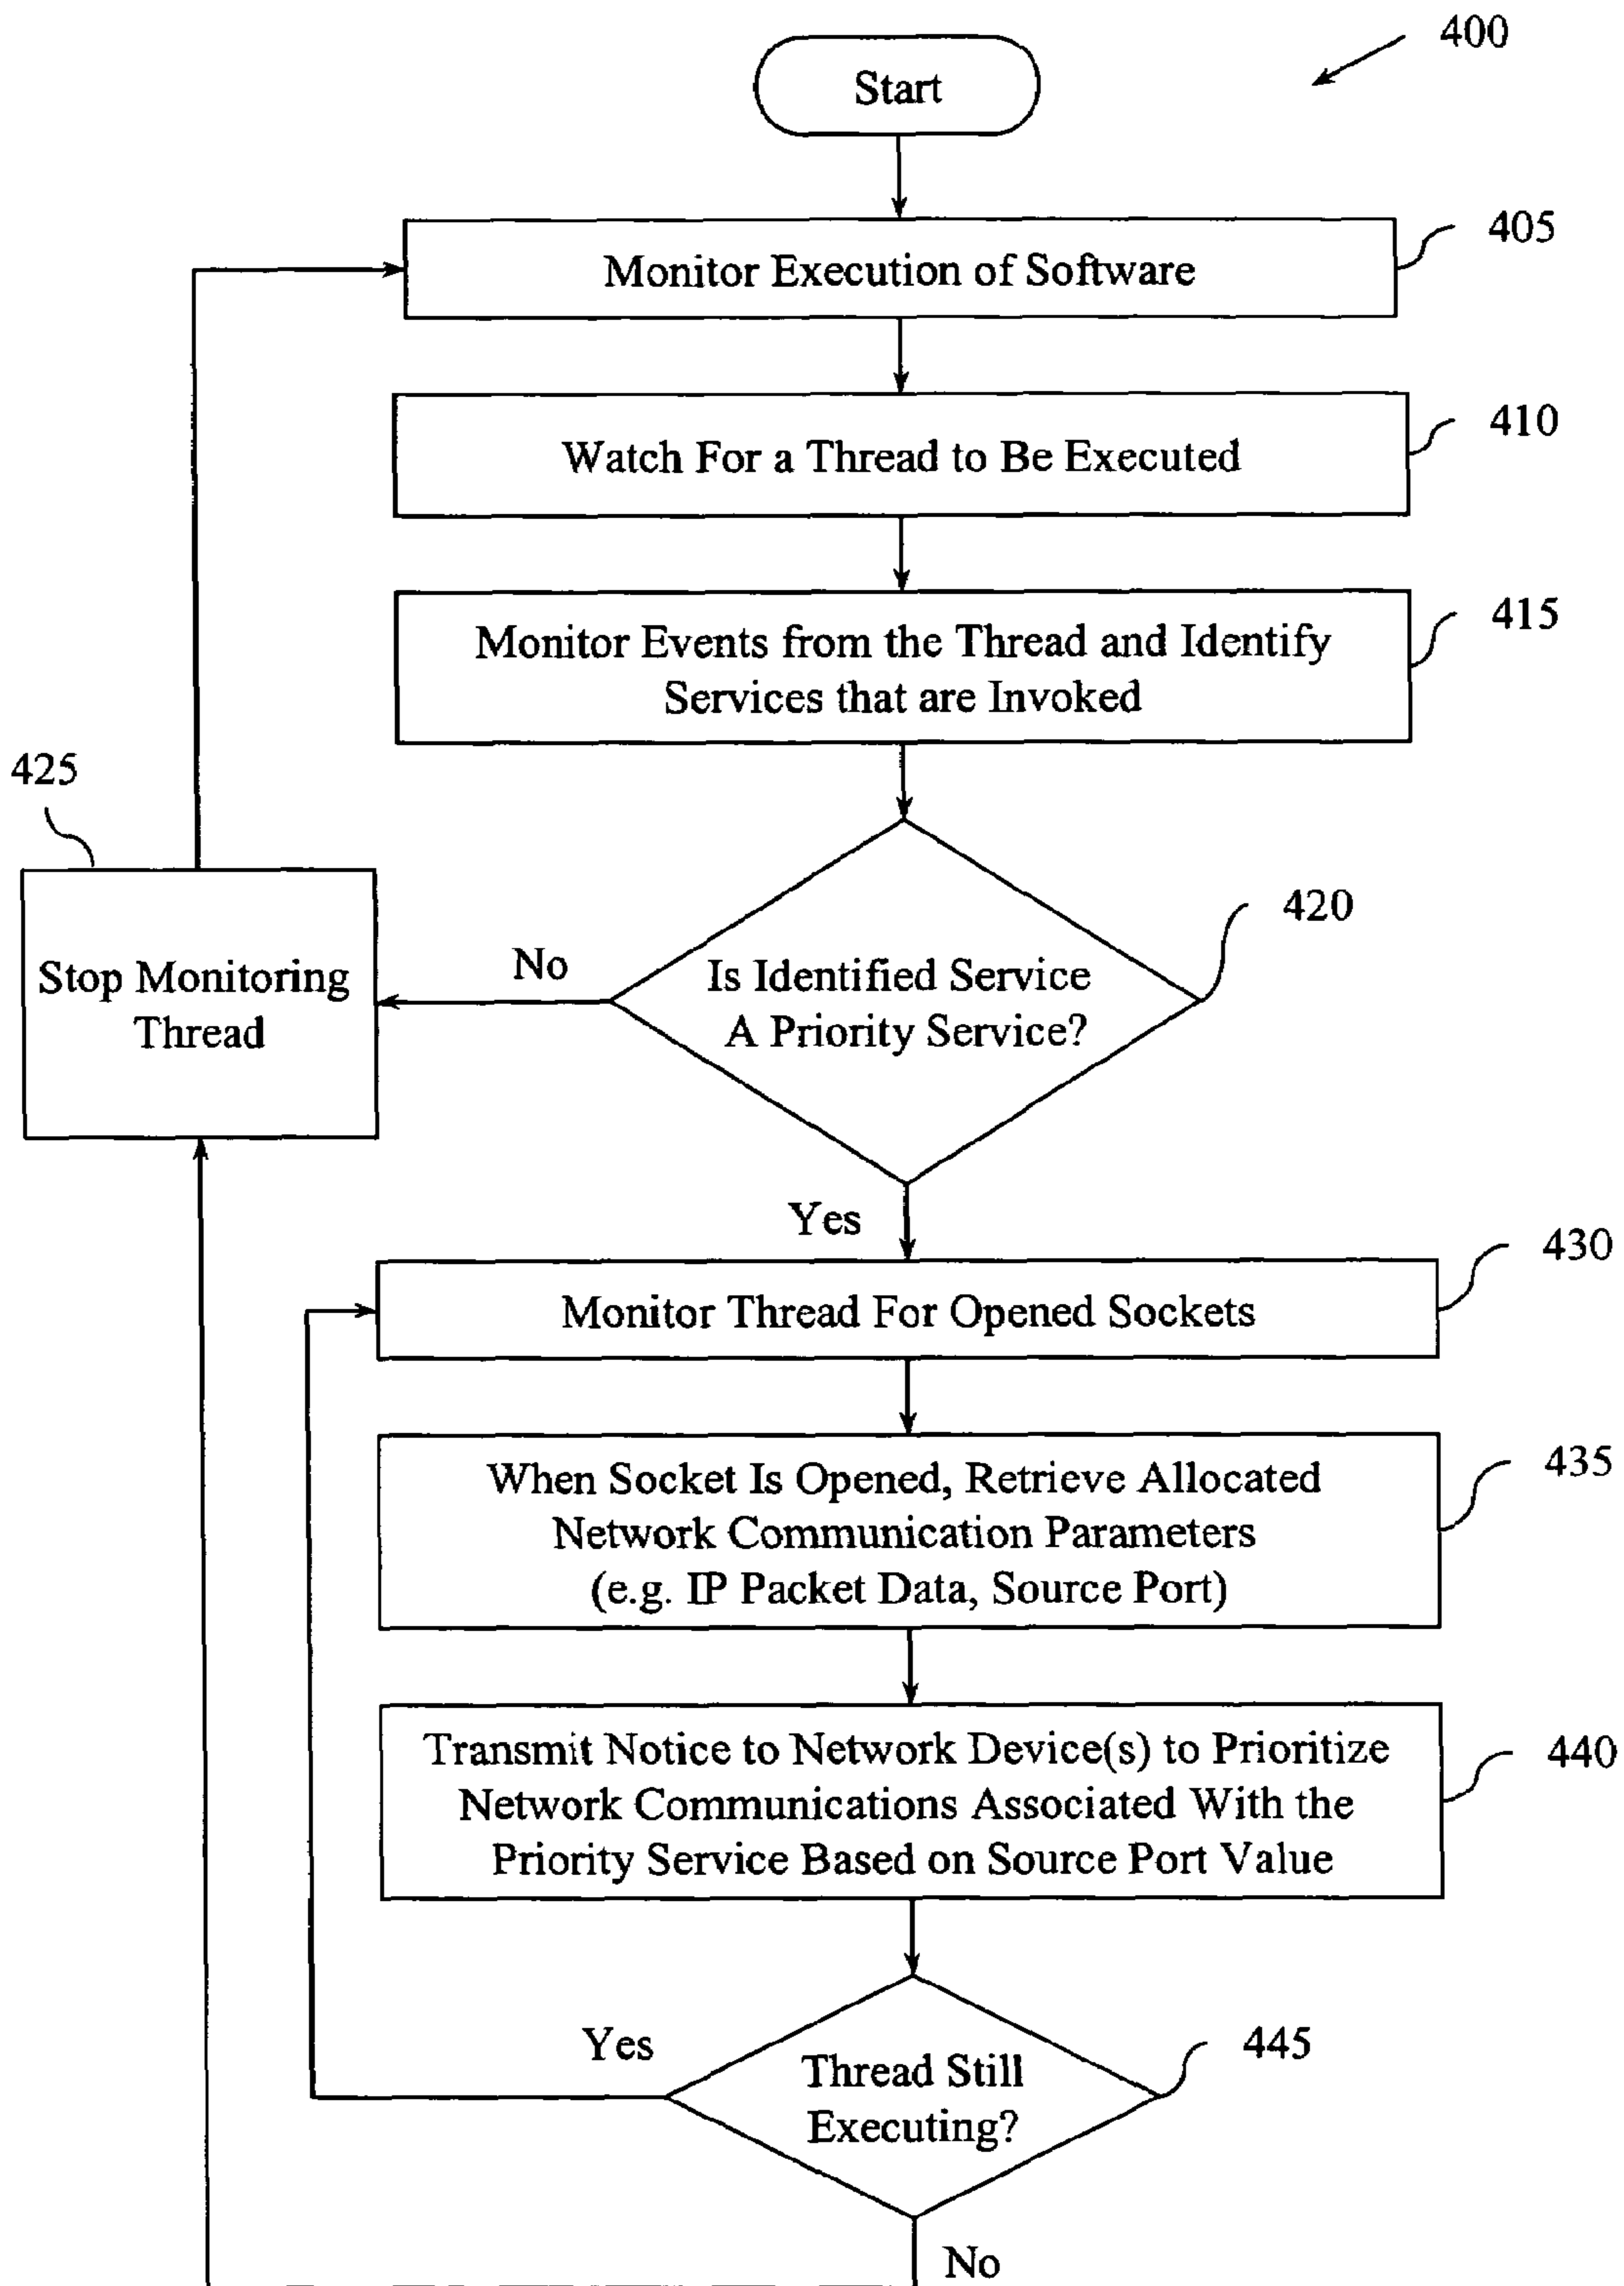 400
Start
405
Monitor Execution of Software
410
Watch For a Thread to Be Executed
415
Monitor Events from the Thread and Identify
Services that are Invoked
425
420
Stop Monitoring
Thread
No
Is Identified Service
A Priority Service?
Yes
430
Monitor Thread For Opened Sockets
435
When Socket Is Opened, Retrieve Allocated
Network Communication Parameters
(e.g. IP Packet Data, Source Port)
440
Transmit Notice to Network Device(s) to Prioritize
Network Communications Associated With the
Priority Service Based on Source Port Value
445
Yes
Thread Still
Executing?
No